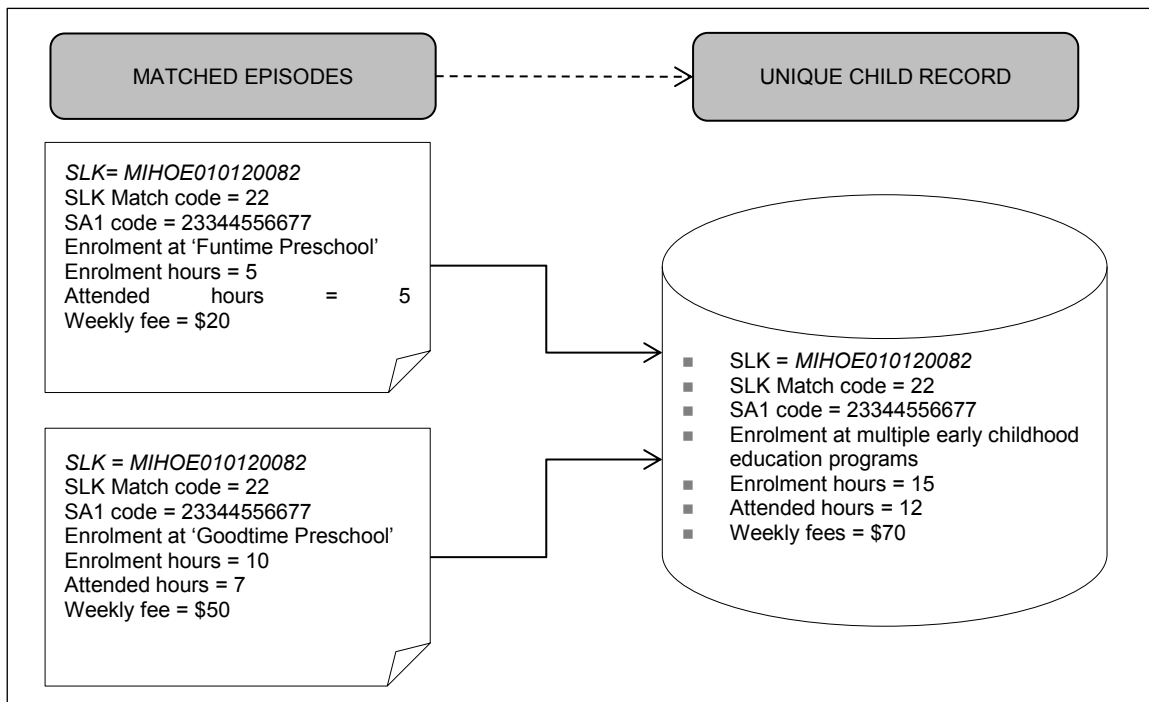 MATCHED EPISODES
UNIQUE CHILD RECORD
SLK= MIHOE010120082
SLK Match code = 22
SA1 code = 23344556677
Enrolment at ‘Funtime Preschool’
Enrolment hours = 5
Attended hours = 5
Weekly fee = $20
SLK = MIHOE010120082
SLK Match code = 22
SA1 code = 23344556677
Enrolment at ‘Goodtime Preschool’
Enrolment hours = 10
Attended hours = 7
Weekly fee = $50
SLK = MIHOE010120082
SLK Match code = 22
SA1 code = 23344556677
Enrolment at multiple early childhood
education programs
Enrolment hours = 15
Attended hours = 12
Weekly fees = $70